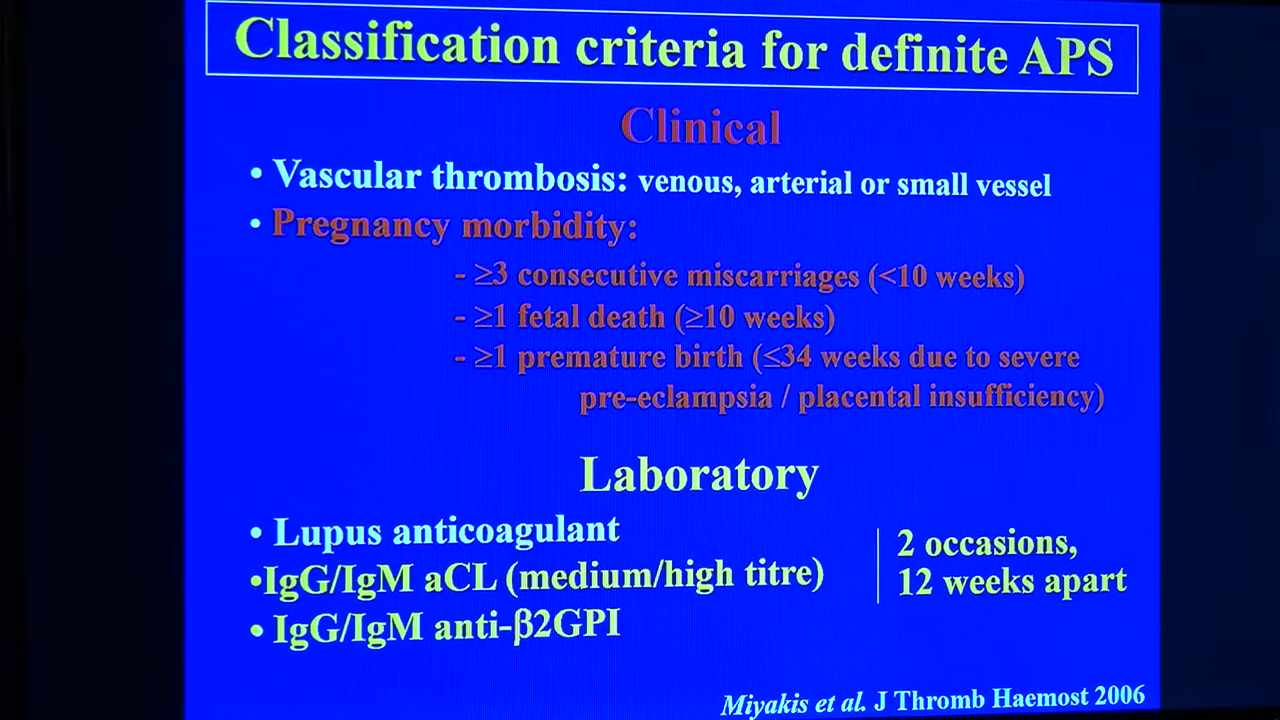 Classification criteria for definite APS
Clinical
• Vascular thrombosis: venous, arterial or small vessel
• Pregnancy morbidity:
- ≥3 consecutive miscarriages (<10 weeks)
- ≥1 fetal death (≥10 weeks)
- ≥1 premature birth (≤34 weeks due to severe
pre-eclampsia / placental insufficiency)
Laboratory
• Lupus anticoagulant
•IgG/IgM aCL (medium/high titre)
• IgG/IgM anti-β2GPI
2 occasions,
12 weeks apart
Miyakis et al. J Thromb Haemost 2006